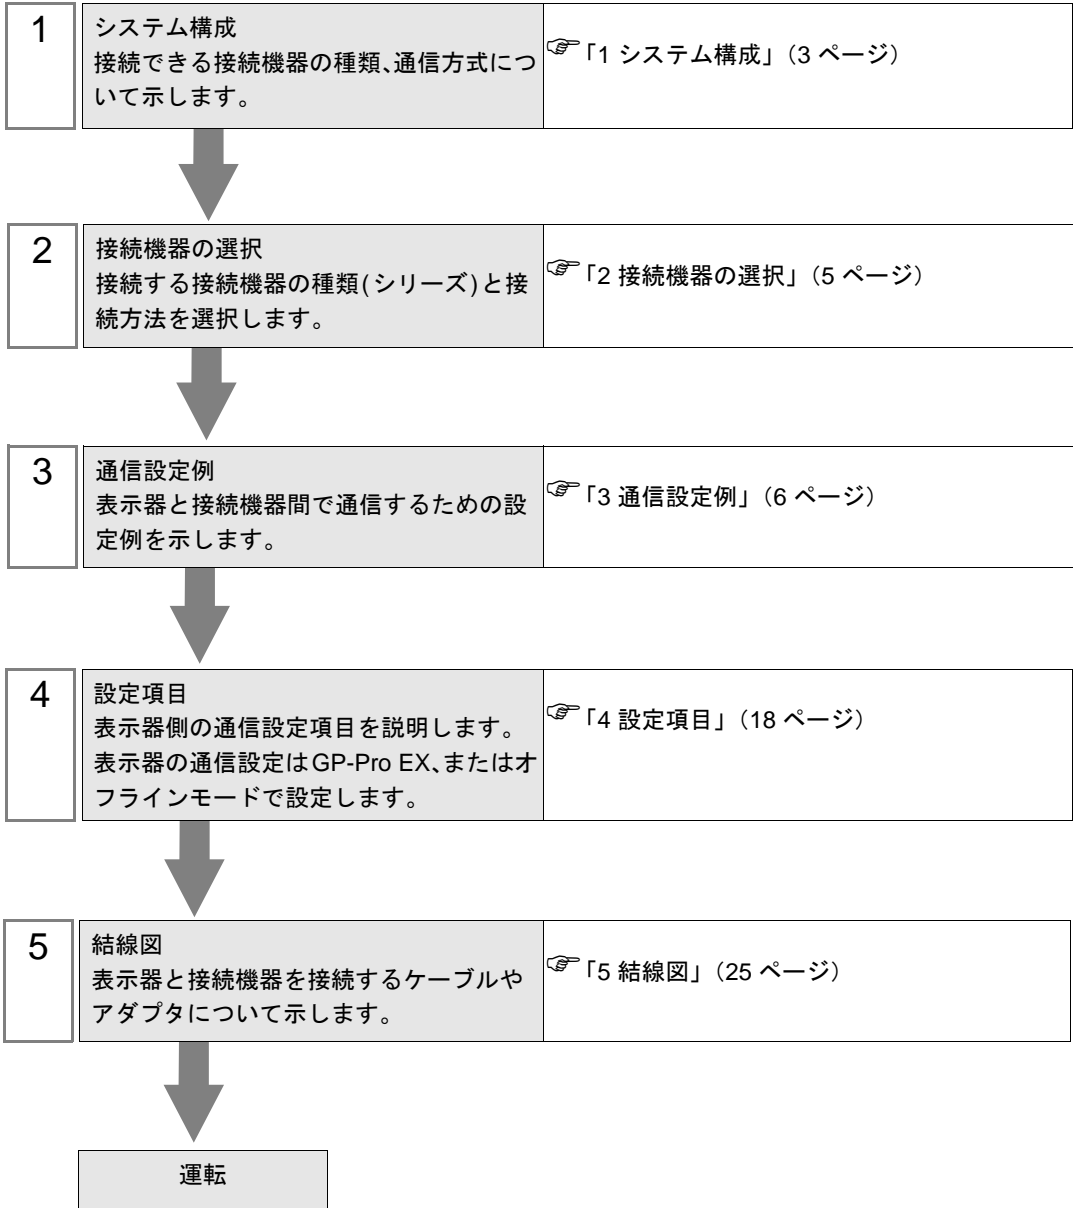 1
システム構成
接続できる接続機器の種類、通信方式につ
いて示します。
☞「1 システム構成」（3 ページ）
2
接続機器の選択
接続する接続機器の種類(シリーズ)と接
続方法を選択します。
☞「2 接続機器の選択」（5 ページ）
3
通信設定例
表示器と接続機器間で通信するための設
定例を示します。
☞「3 通信設定例」（6 ページ）
4
設定項目
表示器側の通信設定項目を説明します。
表示器の通信設定はGP-Pro EX、またはオ
フラインモードで設定します。
☞「4 設定項目」（18 ページ）
5
結線図
表示器と接続機器を接続するケーブルや
アダプタについて示します。
☞「5 結線図」（25 ページ）
運転